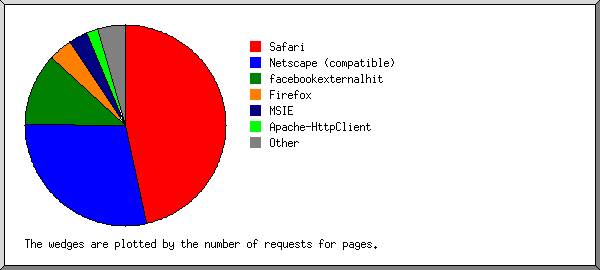 Safari
Netscape (compatible)
facebookexternalhit
Firefox
MSIE
Apache-HttpClient
Other
The wedges are plotted by the number of requests for pages.